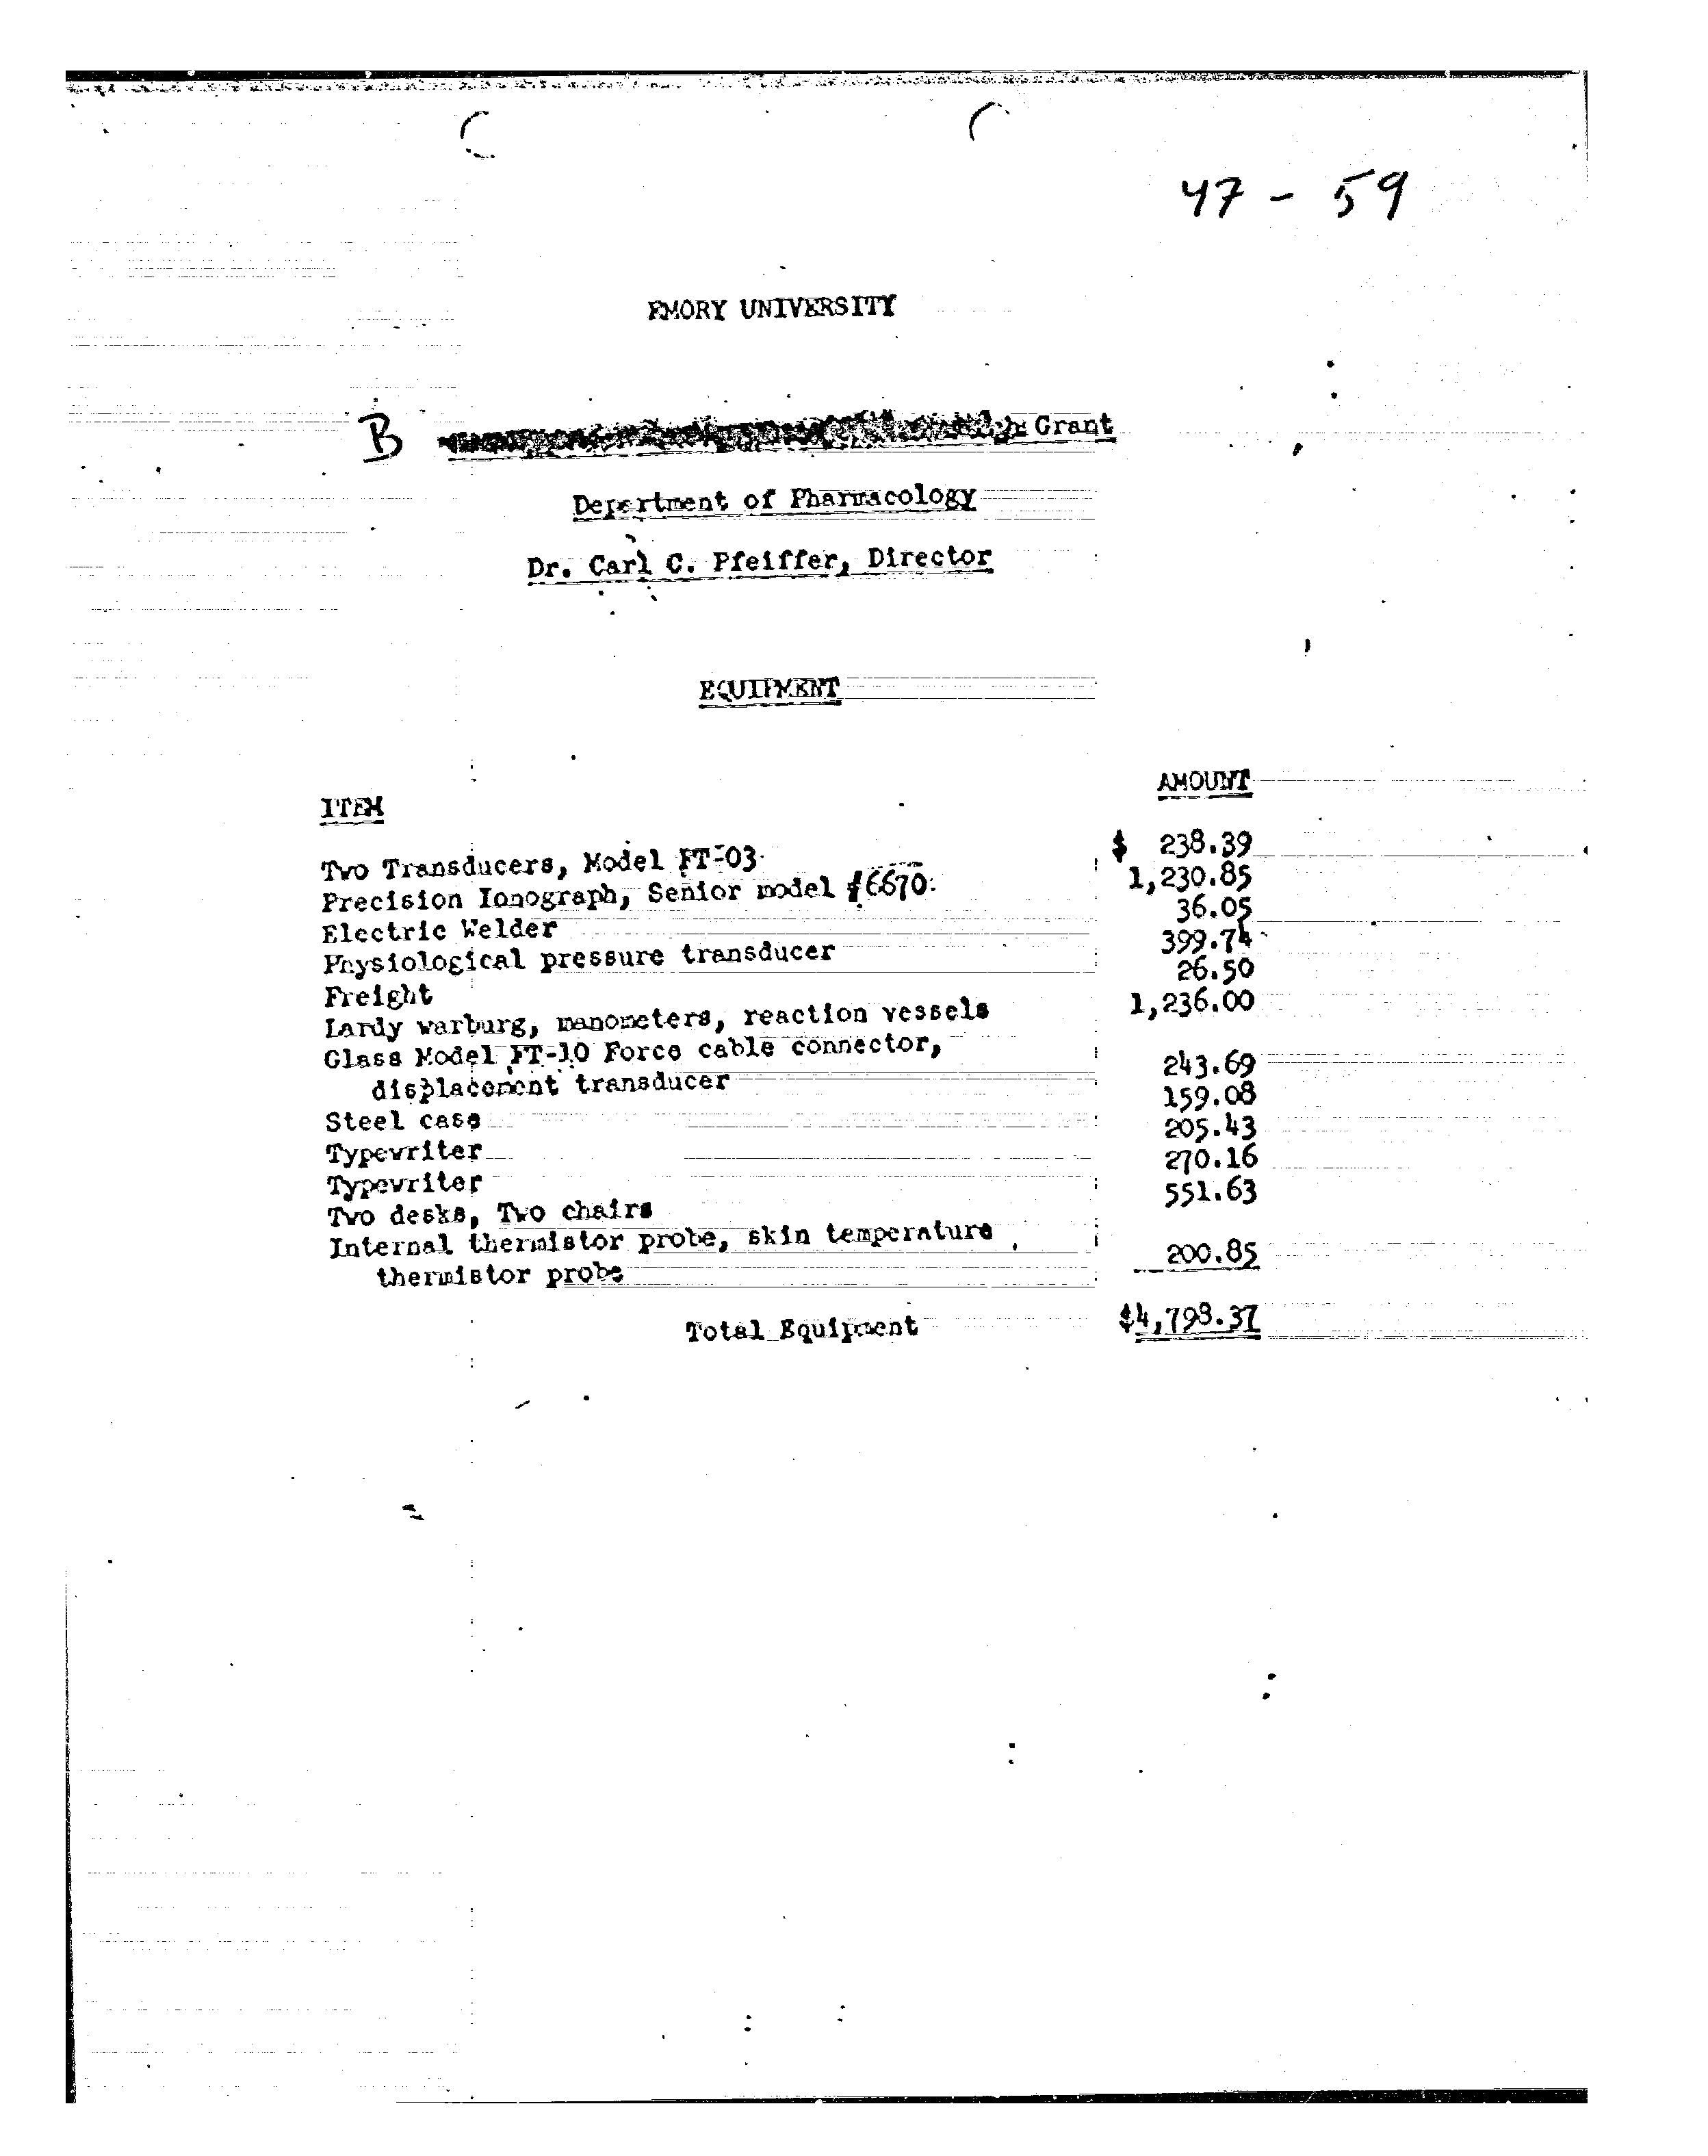 47 - 59
EMORY UNIVERSITY
B Grant
Department of Pharmacology
Dr. Carl C. Pfeiffer, Director
EQUIPMENT
ITEM AMOUNT
Two Transducers, Model FT-03 $ 238.39
Precision Ionograph, Senior model #6670 1,230.85
Electric Welder 36.05
Physiological pressure transducer 399.74
Freight 26.50
Lardy warburg, manometers, reaction vessels 1,236.00
Glass Model FT-10 Force cable connector,
displacement transducer 243.69
Steel case 159.08
Typewriter 205.43
Typewriter 270.16
Two desks, Two chairs 551.63
Internal thermistor probe, skin temperature
thermistor probe 200.85
Total Equipment $4,798.37